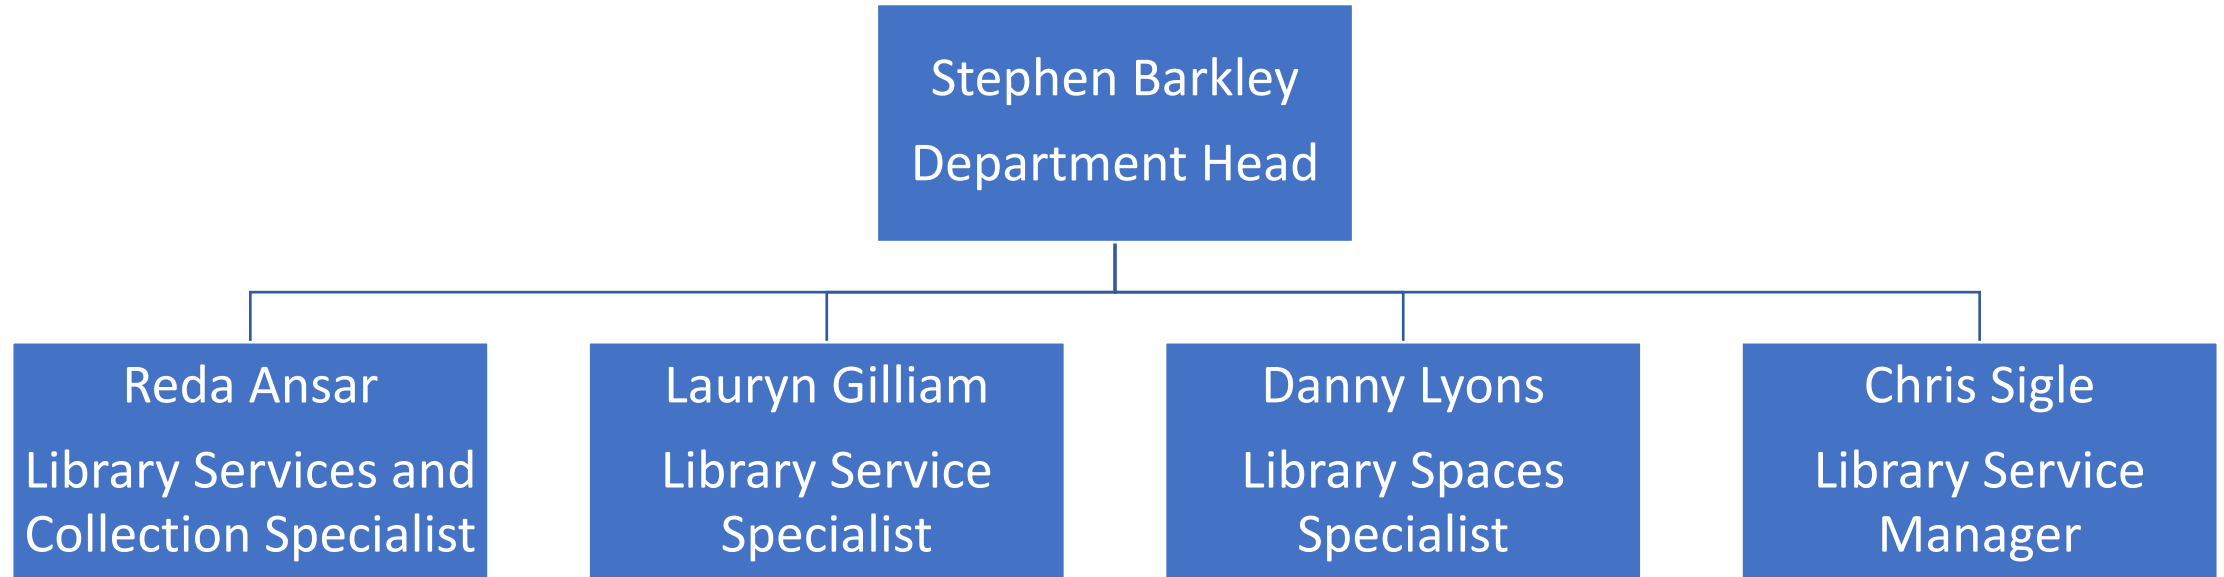 Stephen Barkley
Department Head
Reda Ansar
Library Services and
Collection Specialist
Lauryn Gilliam
Library Service
Specialist
Danny Lyons
Library Spaces
Specialist
Chris Sigle
Library Service
Manager